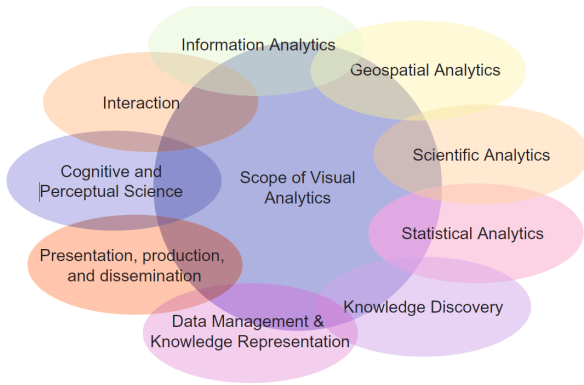 Information Analytics
Geospatial Analytics
Interaction
Scientific Analytics
Cognitive and
Perceptual Science
Scope of Visual
Analytics
Statistical Analytics
Presentation, production,
and dissemination
Knowledge Discovery
Data Management &
Knowledge Representation